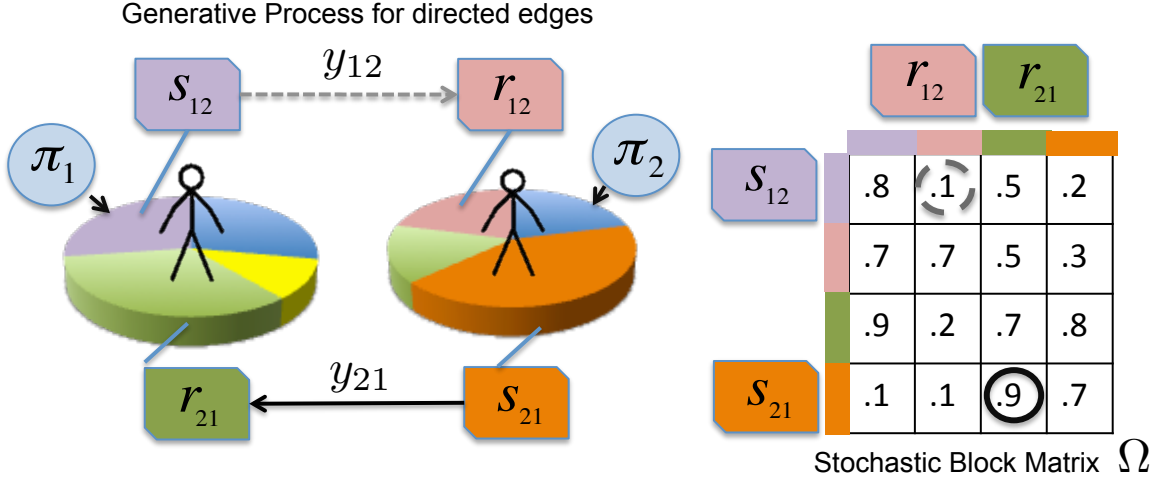 Generative Process for directed edges
s₁₂
y₁₂
r₁₂
π₁
π₂
r₂₁
y₂₁
s₂₁
r₁₂ r₂₁
s₁₂ .8 .1 .5 .2
.7 .7 .5 .3
.9 .2 .7 .8
s₂₁ .1 .1 .9 .7
Stochastic Block Matrix Ω